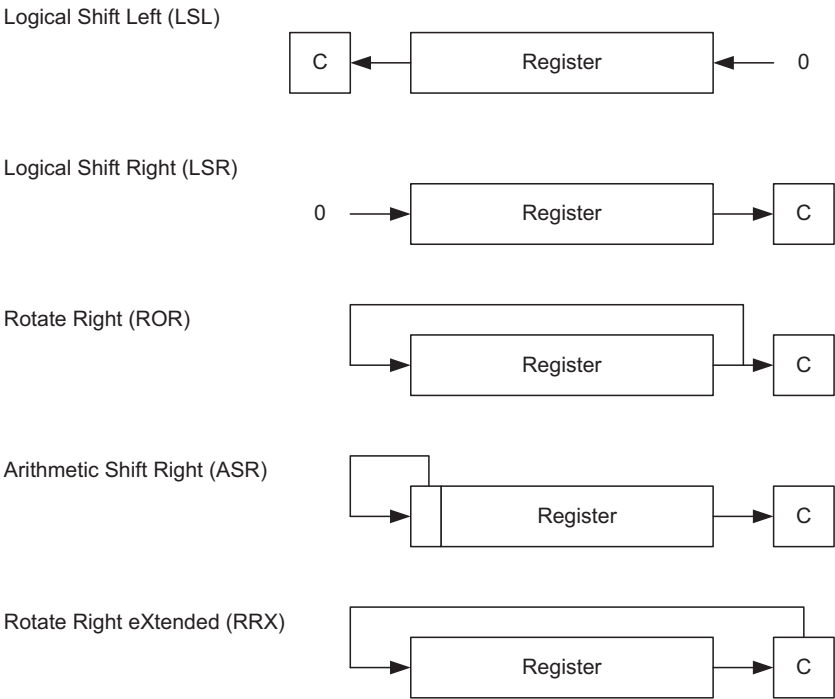 Logical Shift Left (LSL)
C Register 0
Logical Shift Right (LSR)
0 Register C
Rotate Right (ROR)
Register C
Arithmetic Shift Right (ASR)
Register C
Rotate Right eXtended (RRX)
Register C